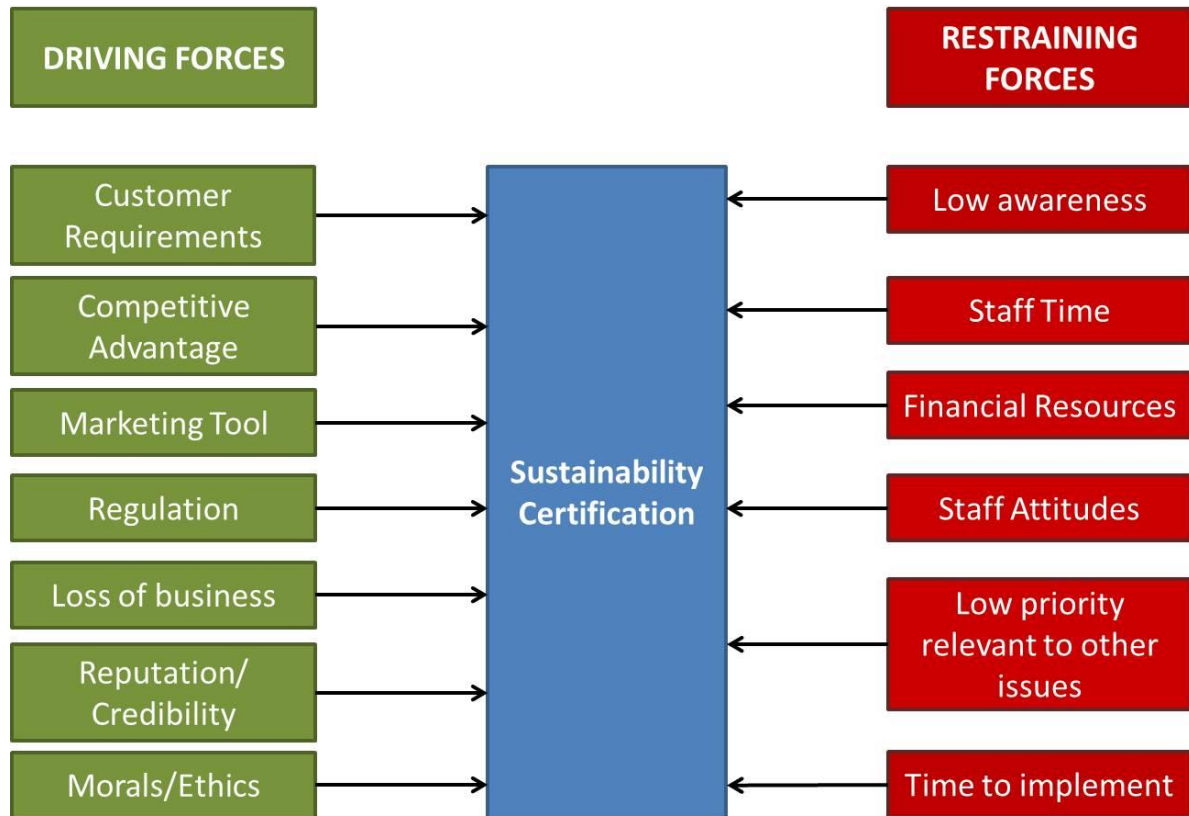 DRIVING FORCES
RESTRAINING
FORCES
Customer
Requirements
Competitive
Advantage
Marketing Tool
Regulation
Loss of business
Reputation/
Credibility
Morals/Ethics
Sustainability
Certification
Low awareness
Staff Time
Financial Resources
Staff Attitudes
Low priority
relevant to other
issues
Time to implement